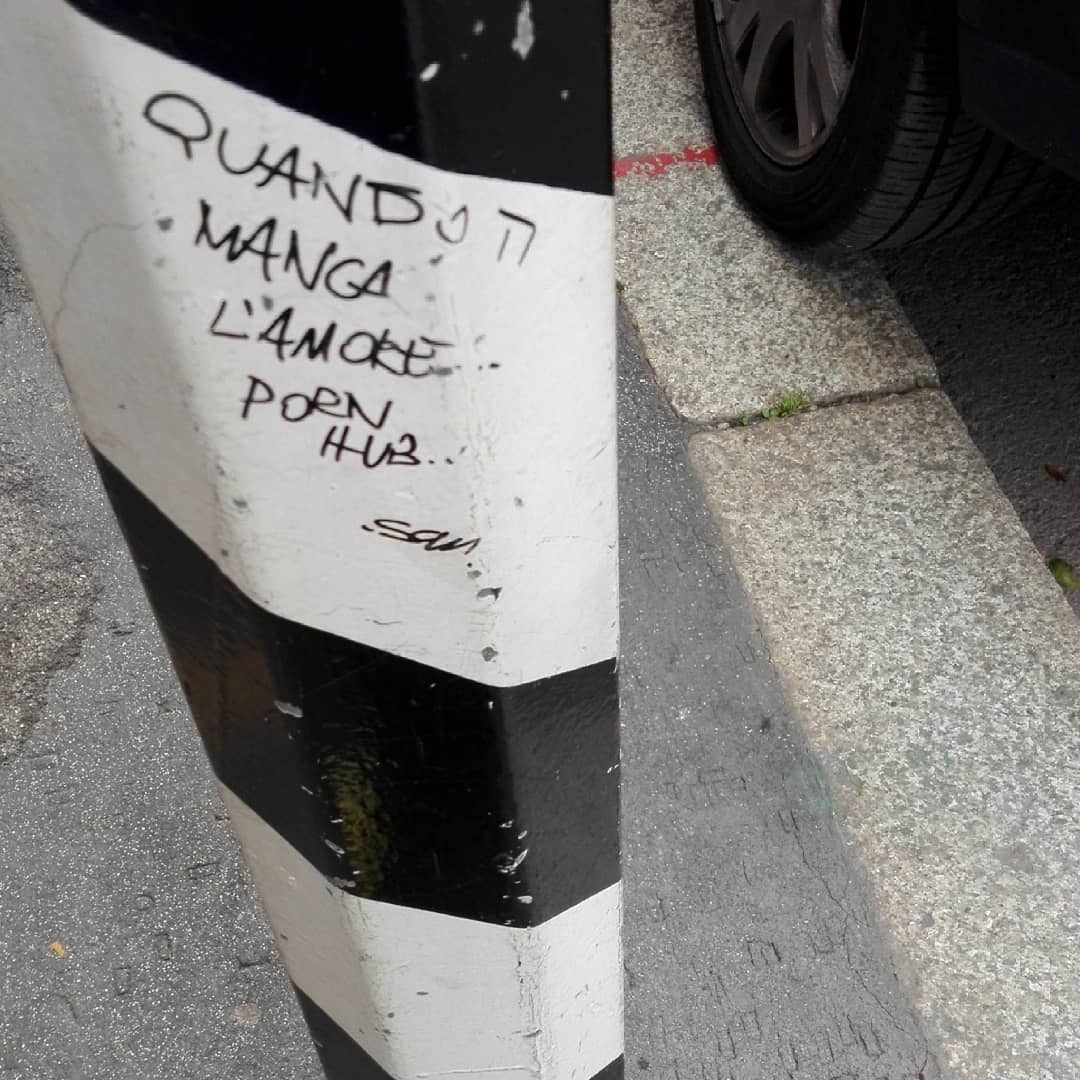 QUANDO TI
MANGA
L'AMORE...
PORN
HUB...